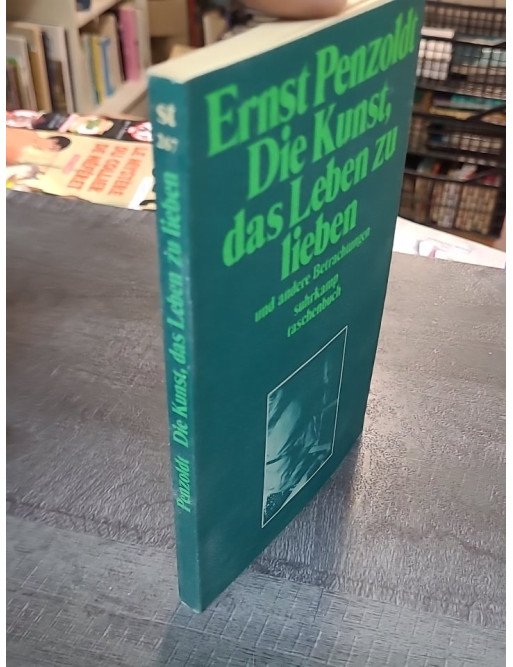 Ernst Penzoldt
Die Kunst,
das Leben zu
lieben
und andere Betrachtungen
suhrkamp
taschenbuch
st
267
Penzoldt Die Kunst, das Leben zu lieben